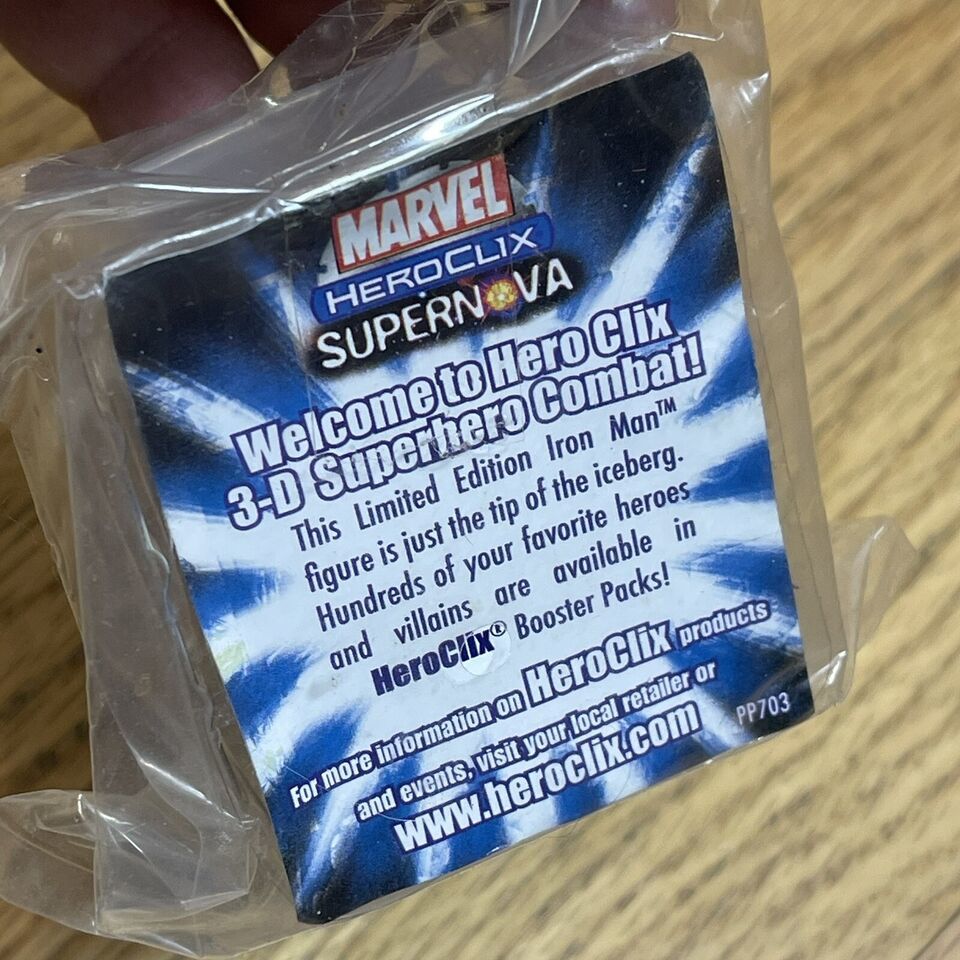 MARVEL
HEROCLIX
SUPERNOVA
Welcome to Hero Clix
3-D Superhero Combat!
This Limited Edition Iron Man™
figure is just the tip of the iceberg.
Hundreds of your favorite heroes
and villains are available in
HeroClix® Booster Packs!
For more information on HeroClix products
and events, visit your local retailer or
www.heroclix.com
PP703